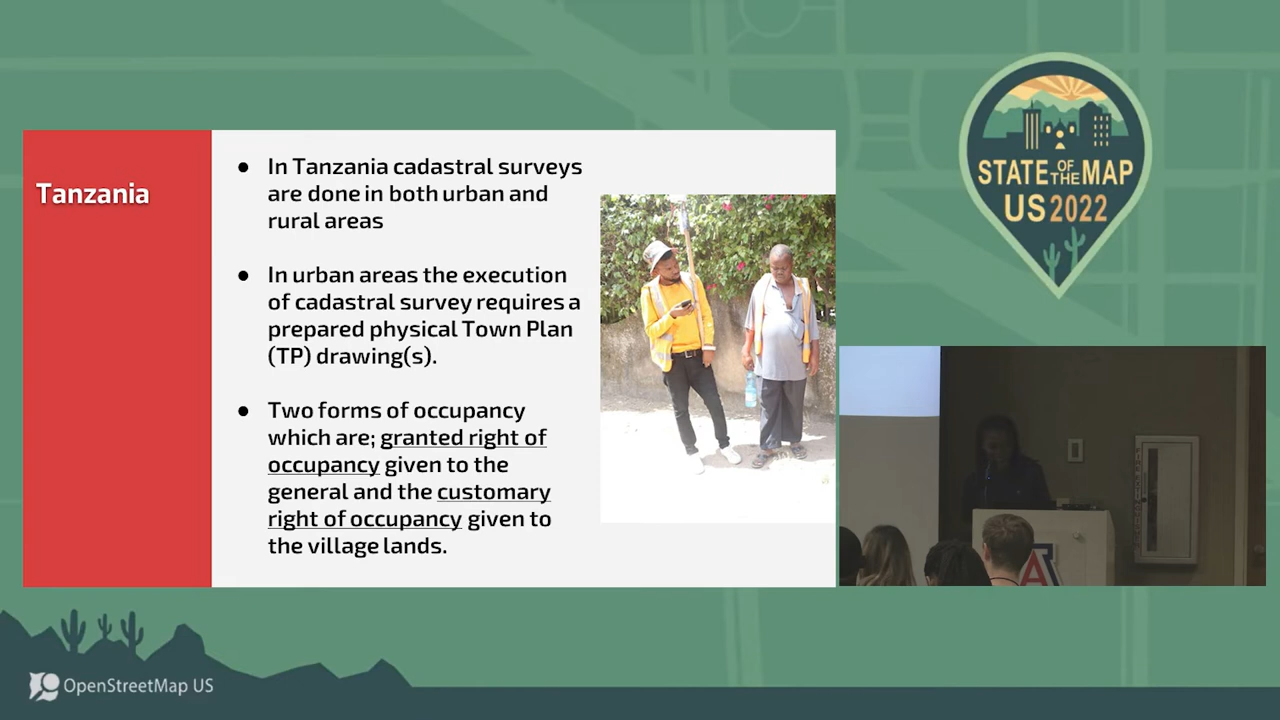 Tanzania
● In Tanzania cadastral surveys
are done in both urban and
rural areas
● In urban areas the execution
of cadastral survey requires a
prepared physical Town Plan
(TP) drawing(s).
● Two forms of occupancy
which are; granted right of
occupancy given to the
general and the customary
right of occupancy given to
the village lands.
STATE OF THE MAP
US 2022
A
OpenStreetMap US